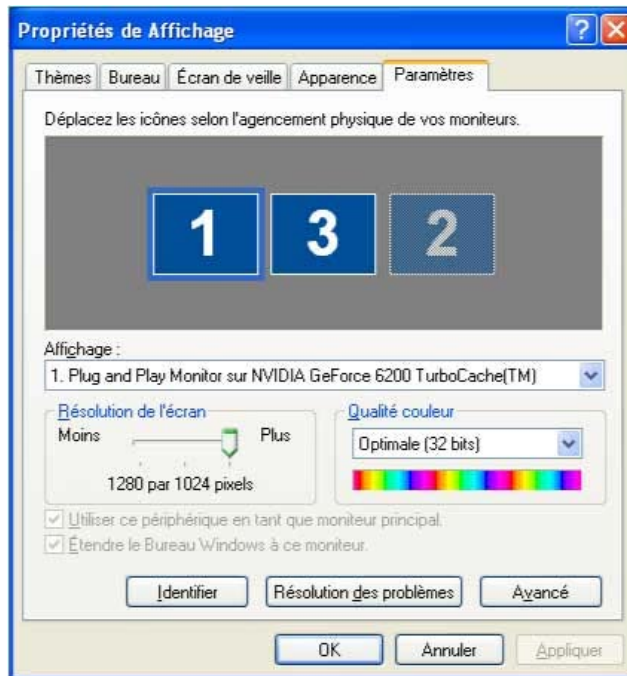 Propriétés de Affichage
Thèmes Bureau Écran de veille Apparence Paramètres
Déplacez les icônes selon l'agencement physique de vos moniteurs.
1 3 2
Affichage :
1. Plug and Play Monitor sur NVIDIA GeForce 6200 TurboCache(TM)
Résolution de l'écran Qualité couleur
Moins Plus Optimale (32 bits)
1280 par 1024 pixels
Utiliser ce périphérique en tant que moniteur principal.
Étendre le Bureau Windows à ce moniteur.
Identifier Résolution des problèmes Avancé
OK Annuler Appliquer